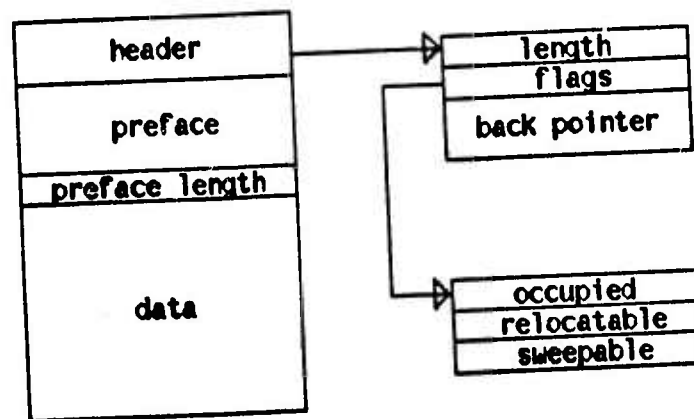 header
preface
preface length
data
length
flags
back pointer
occupied
relocatable
sweepable